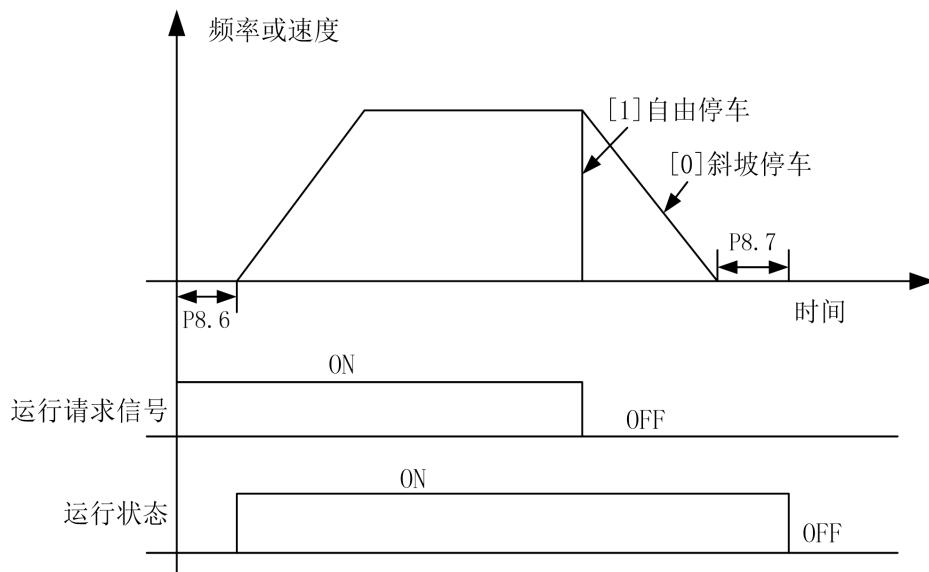 频率或速度
[1]自由停车
[0]斜坡停车
P8.7
P8.6
时间
ON
运行请求信号
OFF
ON
运行状态
OFF